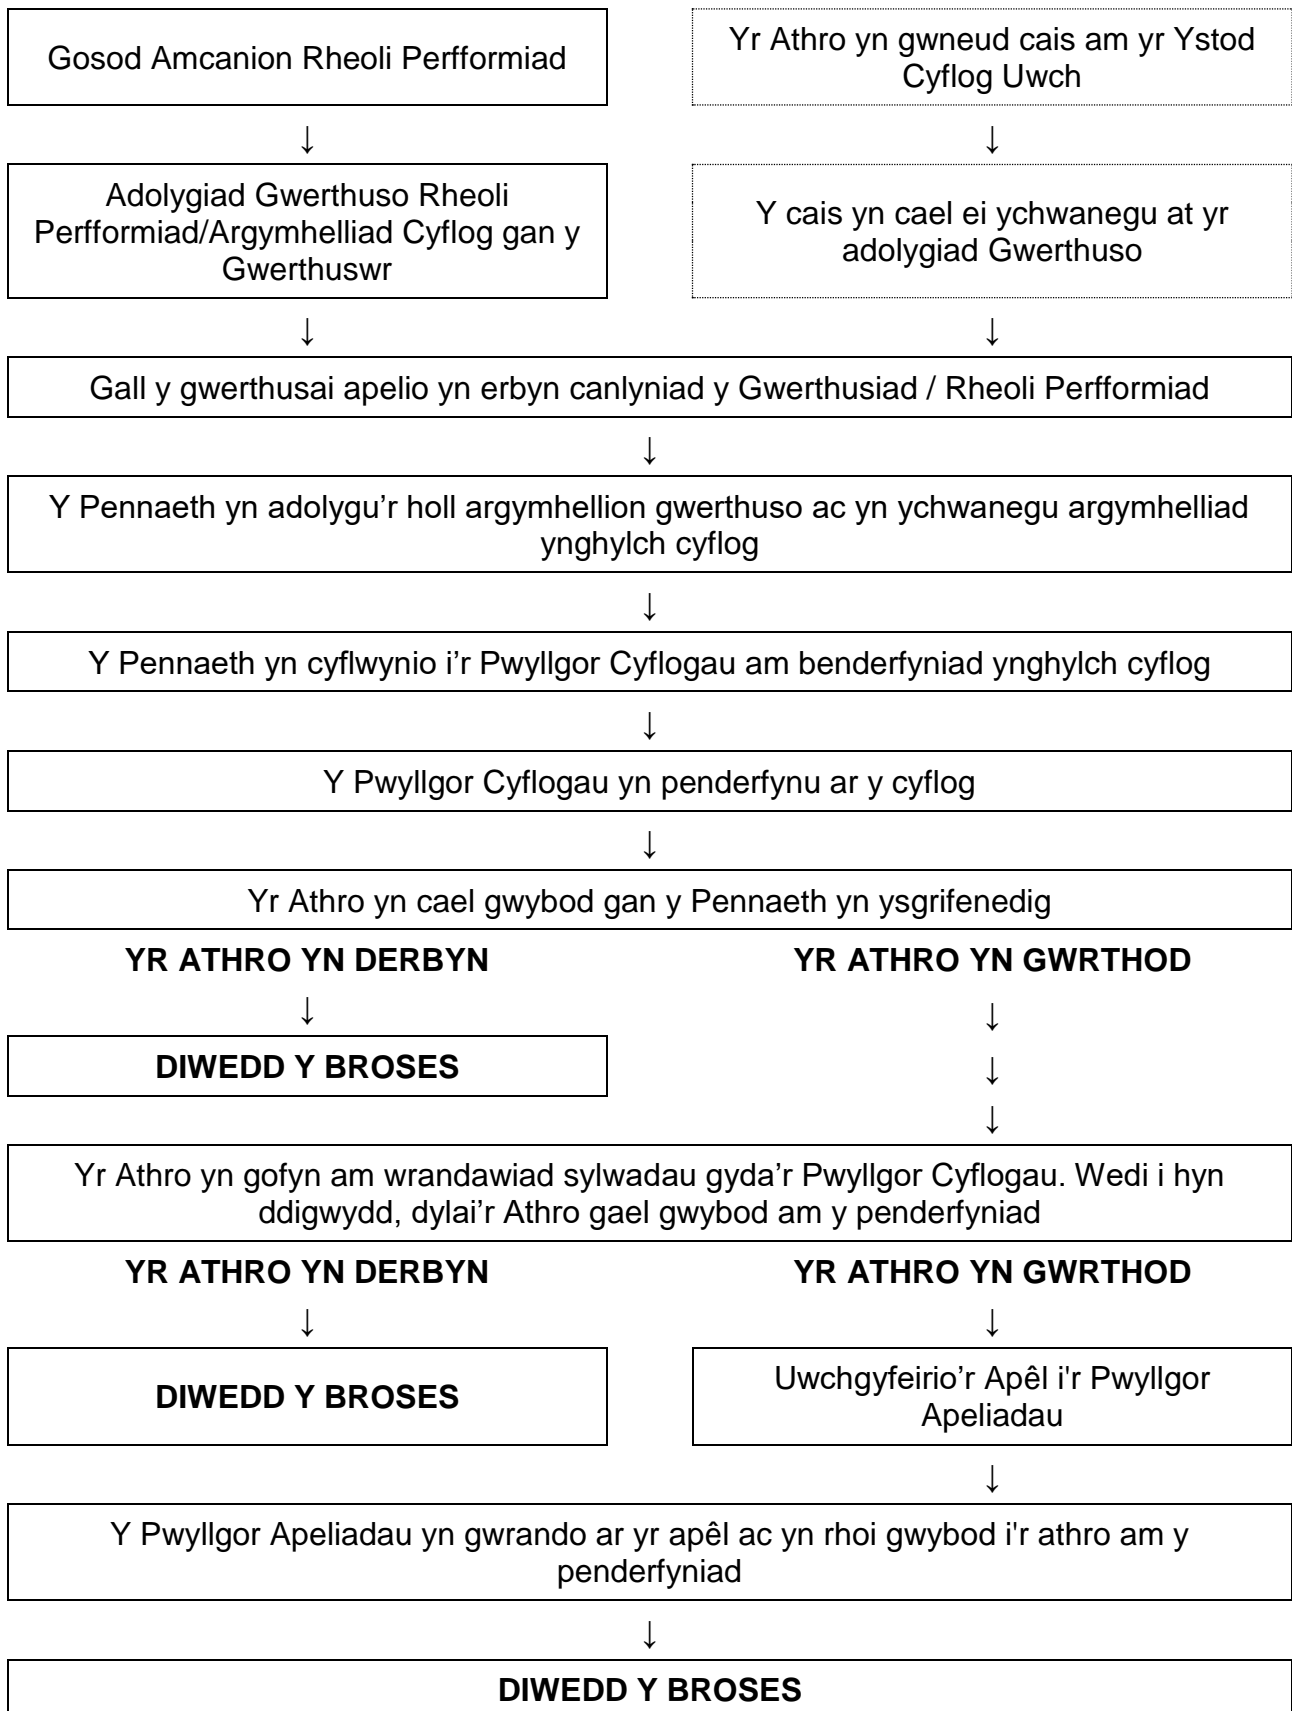 Gosod Amcanion Rheoli Perfformiad
Yr Athro yn gwneud cais am yr Ystod
Cyflog Uwch
↓
↓
Adolygiad Gwerthuso Rheoli
Perfformiad/Argymhelliad Cyflog gan y
Gwerthuswr
Y cais yn cael ei ychwanegu at yr
adolygiad Gwerthuso
↓
↓
Gall y gwerthusai apelio yn erbyn canlyniad y Gwerthusiad / Rheoli Perfformiad
↓
Y Pennaeth yn adolygu’r holl argymhellion gwerthuso ac yn ychwanegu argymhelliad
ynghylch cyflog
↓
Y Pennaeth yn cyflwynio i’r Pwyllgor Cyflogau am benderfyniad ynghylch cyflog
↓
Y Pwyllgor Cyflogau yn penderfynu ar y cyflog
↓
Yr Athro yn cael gwybod gan y Pennaeth yn ysgrifenedig
YR ATHRO YN DERBYN
YR ATHRO YN GWRTHOD
↓
↓
DIWEDD Y BROSES
↓
↓
Yr Athro yn gofyn am wrandawiad sylwadau gyda’r Pwyllgor Cyflogau. Wedi i hyn
ddigwydd, dylai’r Athro gael gwybod am y penderfyniad
YR ATHRO YN DERBYN
YR ATHRO YN GWRTHOD
↓
↓
DIWEDD Y BROSES
Uwchgyfeirio’r Apêl i'r Pwyllgor
Apeliadau
↓
Y Pwyllgor Apeliadau yn gwrando ar yr apêl ac yn rhoi gwybod i'r athro am y
penderfyniad
↓
DIWEDD Y BROSES